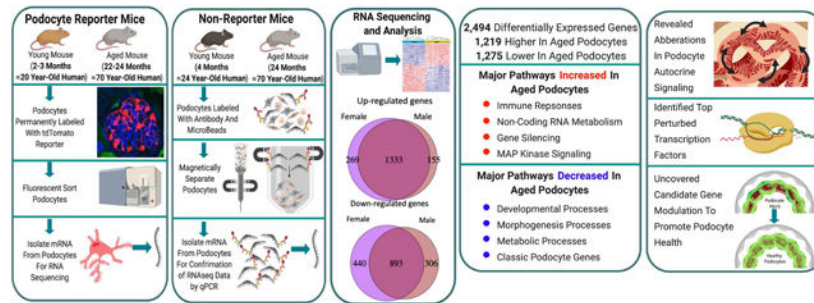 Podocyte Reporter Mice
Young Mouse
(2-3 Months
=20 Year-Old Human)
Aged Mouse
(22-24 Months
=70 Year-Old Human)
Podocytes
Permanently Labeled
With tdTomato
Reporter
Fluorescent Sort
Podocytes
Isolate mRNA
From Podocytes
For RNA
Sequencing
Non-Reporter Mice
Young Mouse
(4 Months
=24 Year-Old Human)
Aged Mouse
(24 Months
=70 Year-Old Human)
Podocytes Labeled
With Antibody And
MicroBeads
Magnetically
Separate
Podocytes
Isolate mRNA
From Podocytes
For Confirmation
of RNAseq Data
by qPCR
RNA Sequencing
and Analysis
Up-regulated genes
Female
Male
269
1333
155
Down-regulated genes
Female
Male
440
893
306
2,494 Differentially Expressed Genes
1,219 Higher In Aged Podocytes
1,275 Lower In Aged Podocytes
Major Pathways Increased In
Aged Podocytes
Immune Repsonses
Non-Coding RNA Metabolism
Gene Silencing
MAP Kinase Signaling
Major Pathways Decreased In
Aged Podocytes
Developmental Processes
Morphogenesis Processes
Metabolic Processes
Classic Podocyte Genes
Revealed
Abberations
In Podocyte
Autocrine
Signaling
Identified Top
Perturbed
Transcription
Factors
Uncovered
Candidate Gene
Modulation To
Promote Podocyte
Health
Podocyte
Injury
Healthy
Podocytes